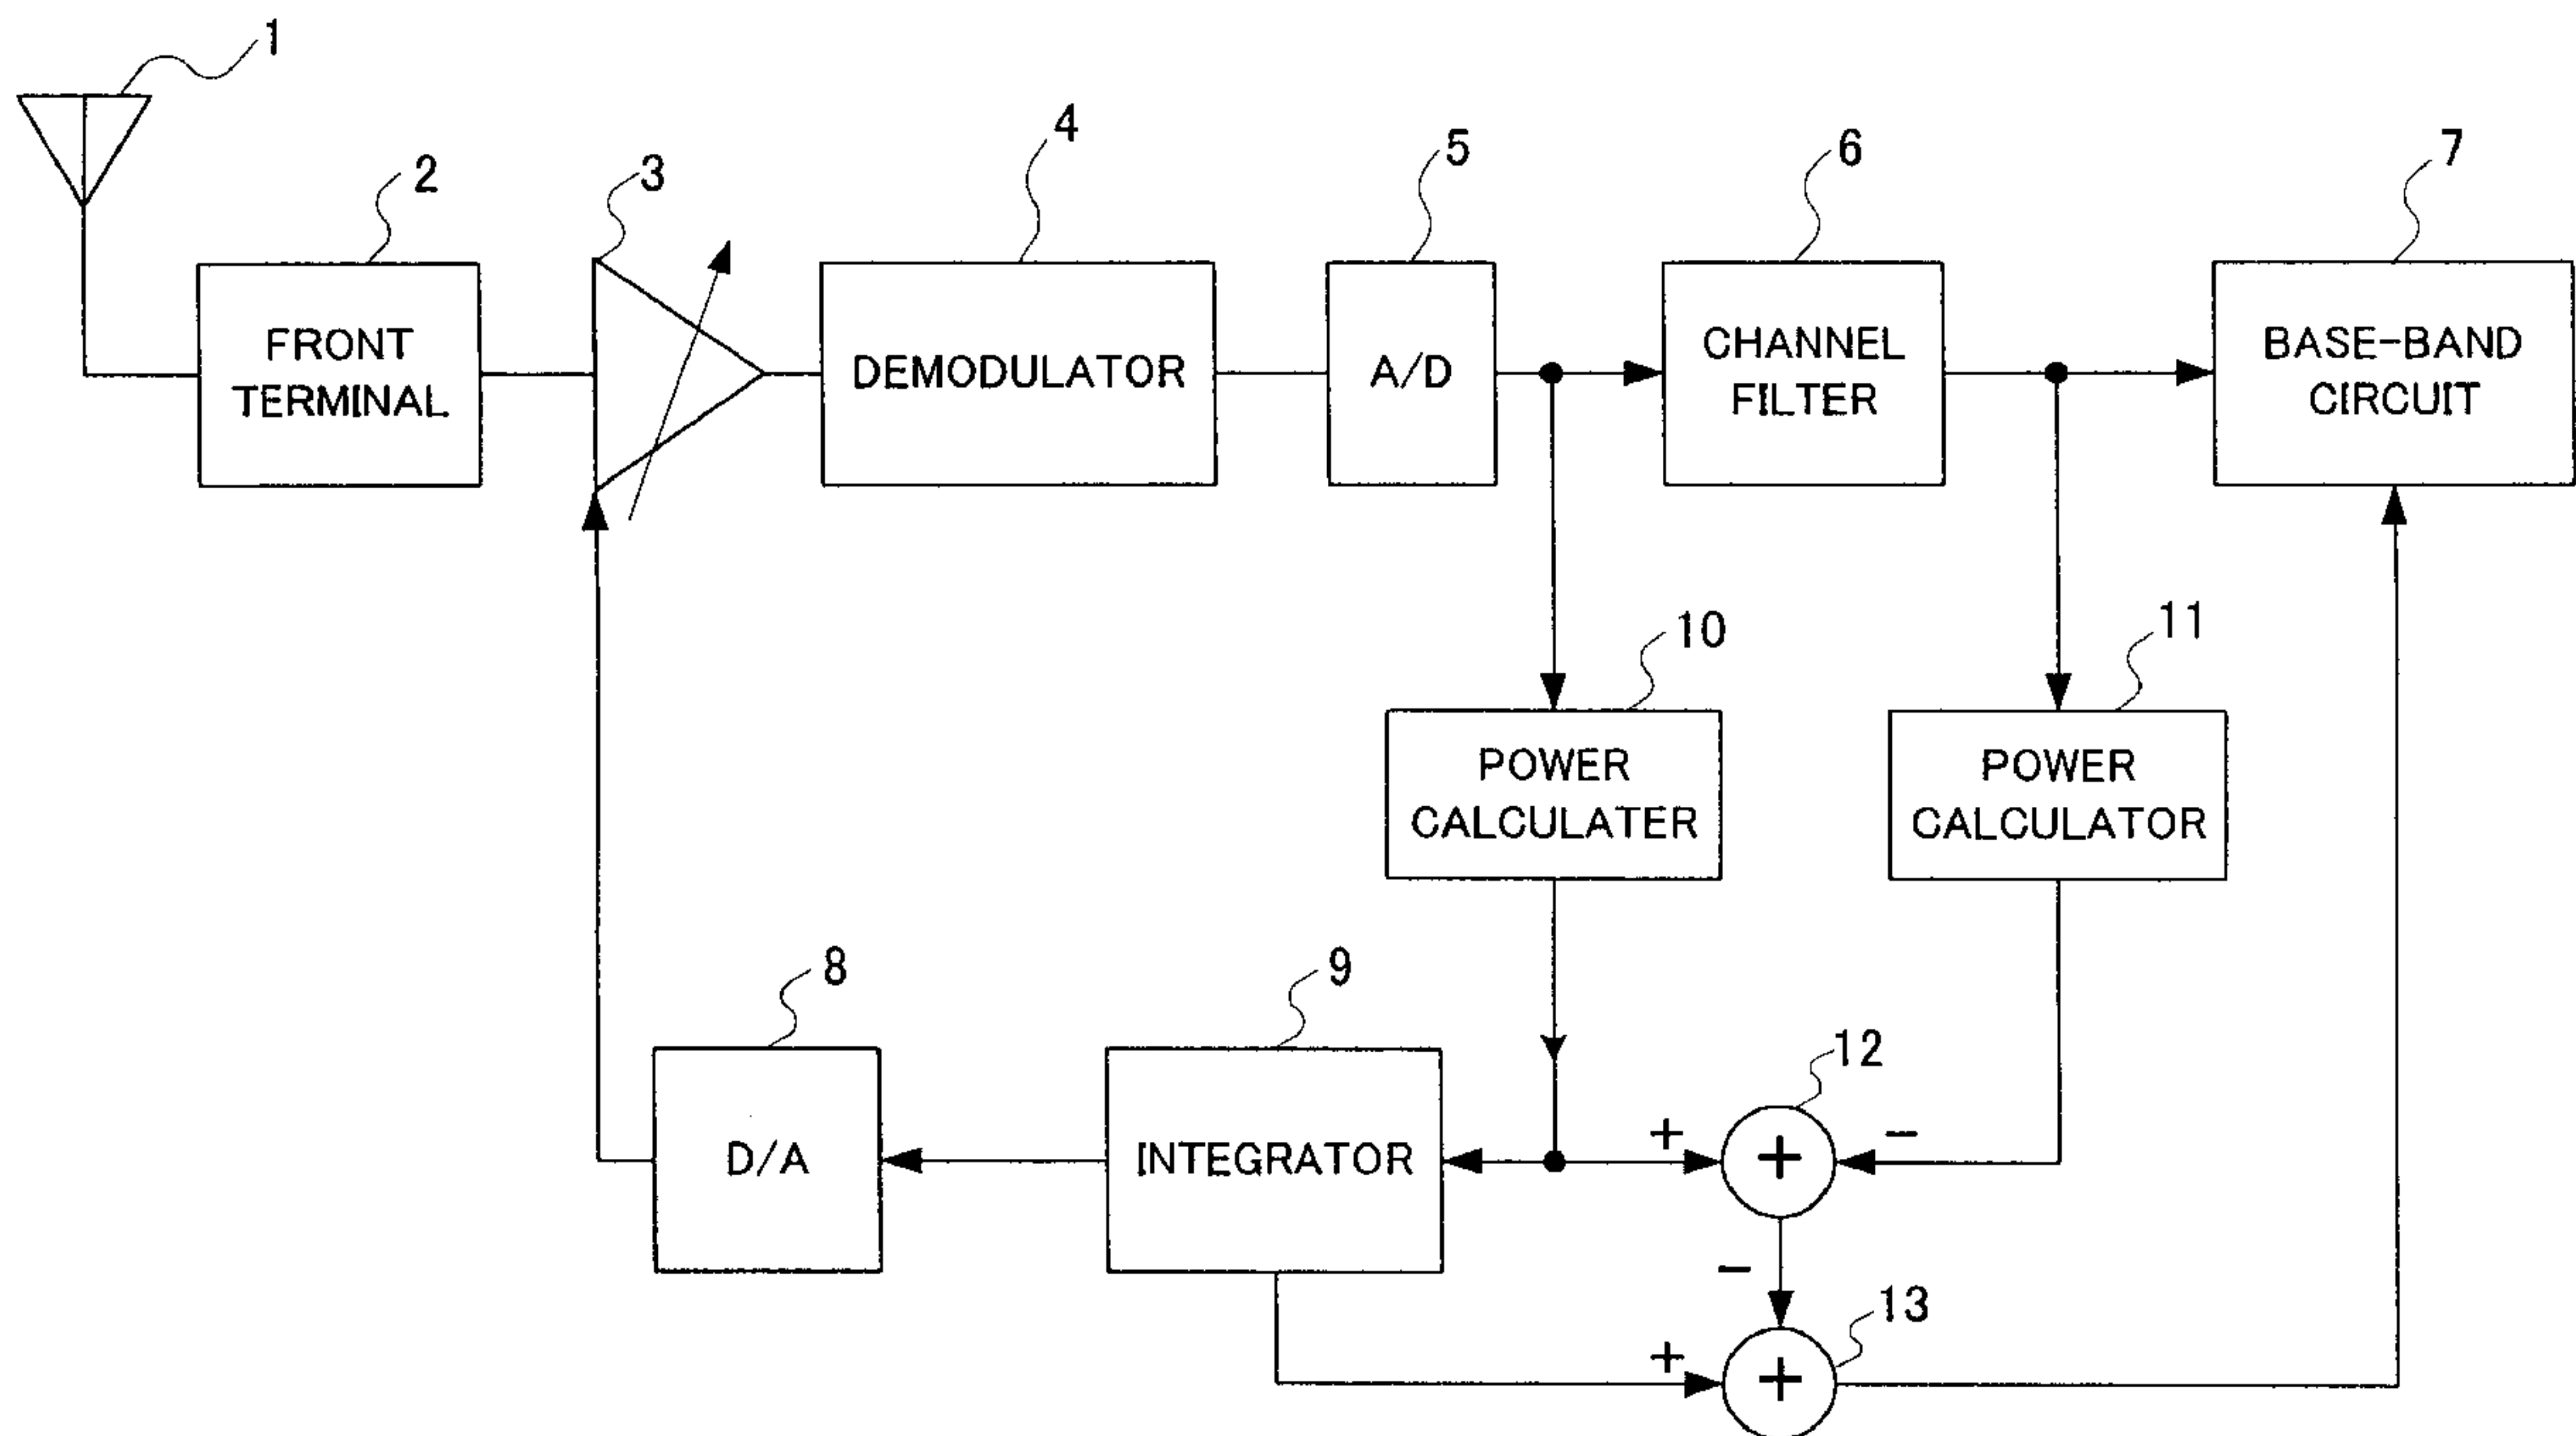 1
2
3
4
5
6
7
FRONT
TERMINAL
DEMODULATOR
A/D
CHANNEL
FILTER
BASE-BAND
CIRCUIT
10
11
POWER
CALCULATER
POWER
CALCULATOR
8
9
12
D/A
INTEGRATOR
+
+
−
−
13
+
+